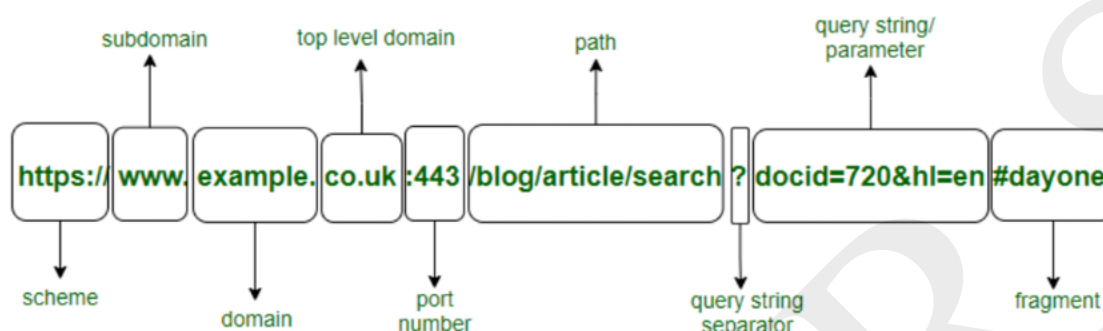 subdomain
top level domain
path
query string/
parameter
https:// www. example. co.uk :443 /blog/article/search ? docid=720&hl=en #dayone
scheme
domain
port
number
query string
separator
fragment